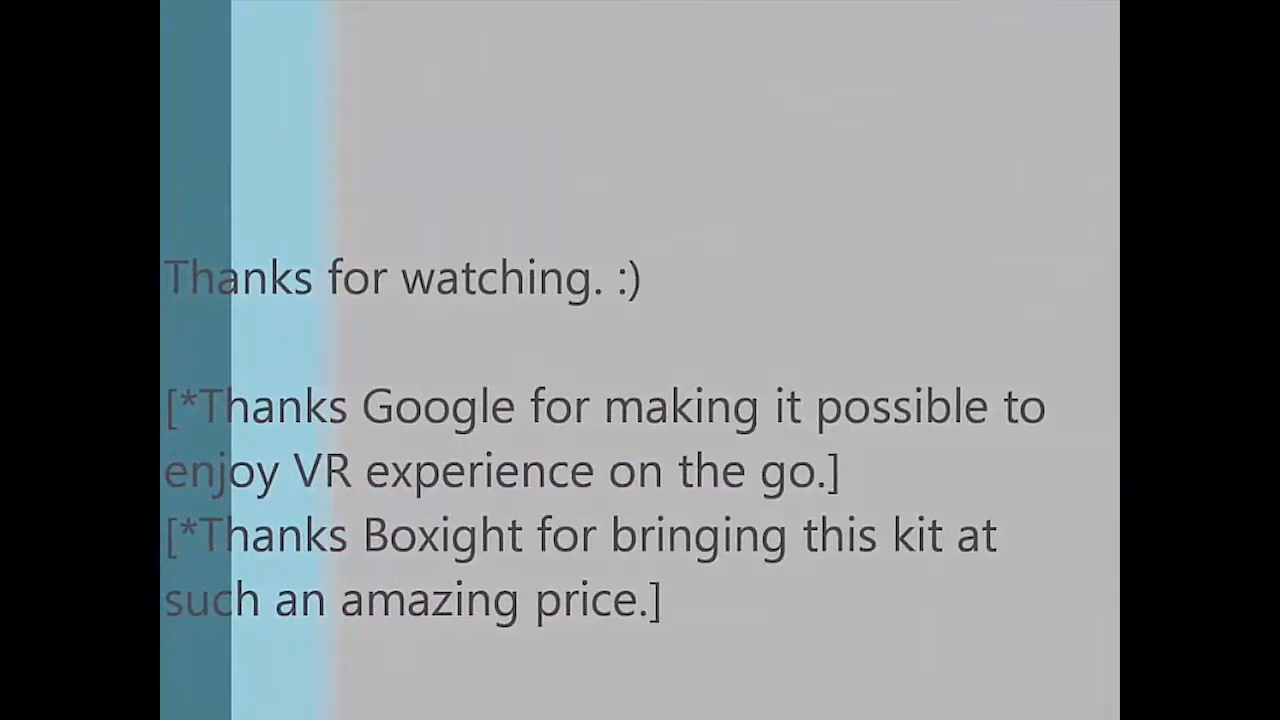 Thanks for watching. :)
[*Thanks Google for making it possible to
enjoy VR experience on the go.]
[*Thanks Boxight for bringing this kit at
such an amazing price.]